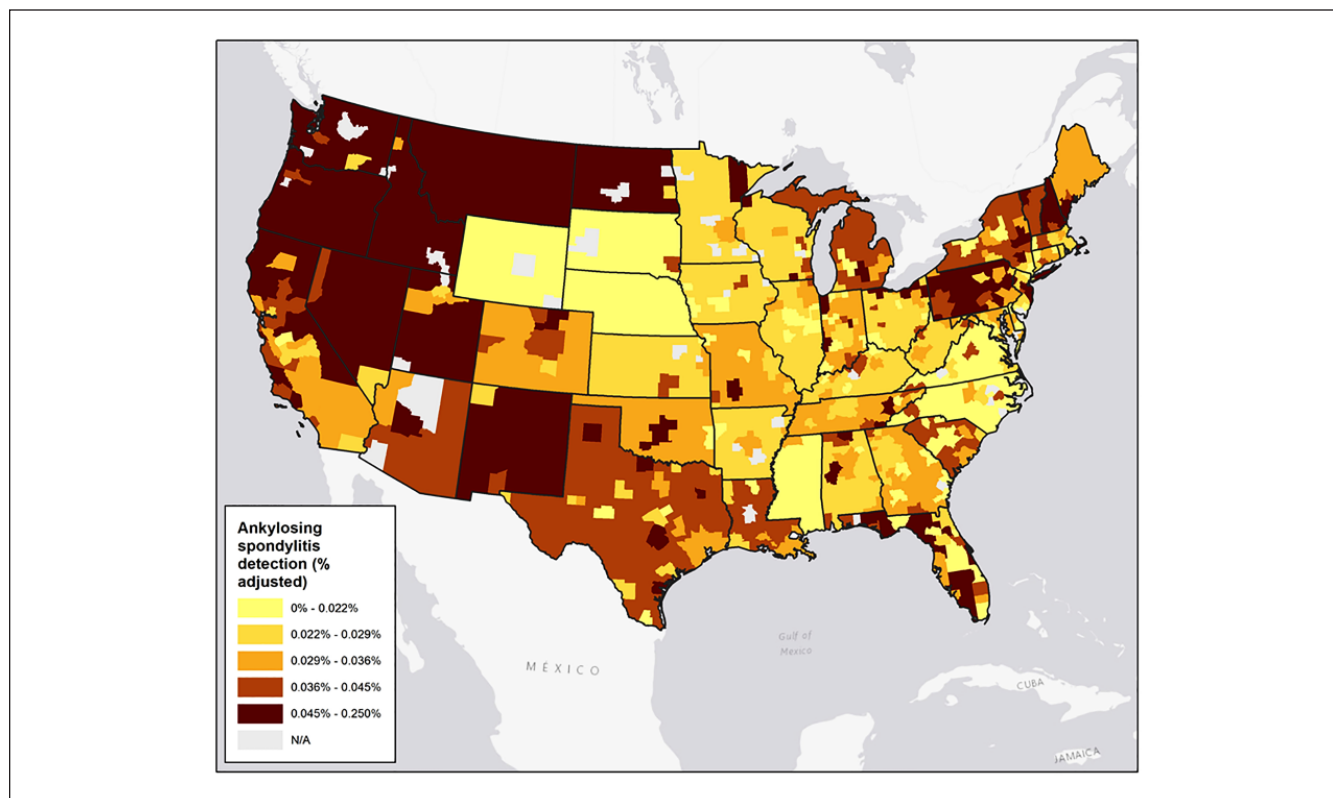 Gulf of
Mexico
MÉXICO
CUBA
JAMAICA
Ankylosing
spondylitis
detection (%
adjusted)
0% - 0.022%
0.022% - 0.029%
0.029% - 0.036%
0.036% - 0.045%
0.045% - 0.250%
N/A